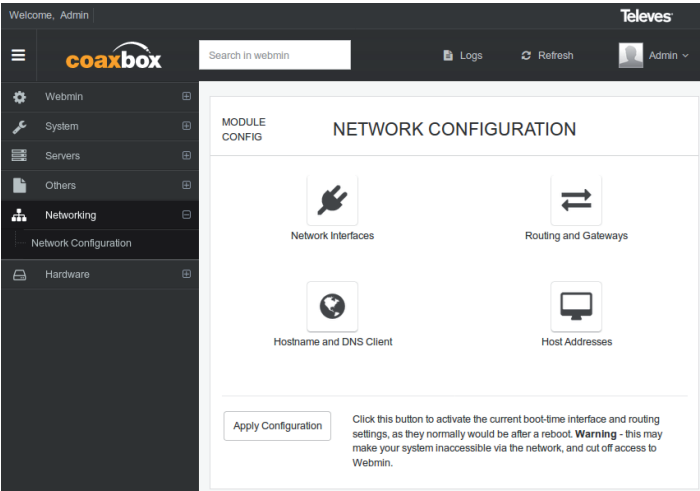 Welcome, Admin
Televes
coaxbox
Search in webmin
Logs
Refresh
Admin
Webmin
System
Servers
Others
Networking
Network Configuration
Hardware
MODULE
CONFIG
NETWORK CONFIGURATION
Network Interfaces
Routing and Gateways
Hostname and DNS Client
Host Addresses
Apply Configuration
Click this button to activate the current boot-time interface and routing
settings, as they normally would be after a reboot. Warning - this may
make your system inaccessible via the network, and cut off access to
Webmin.